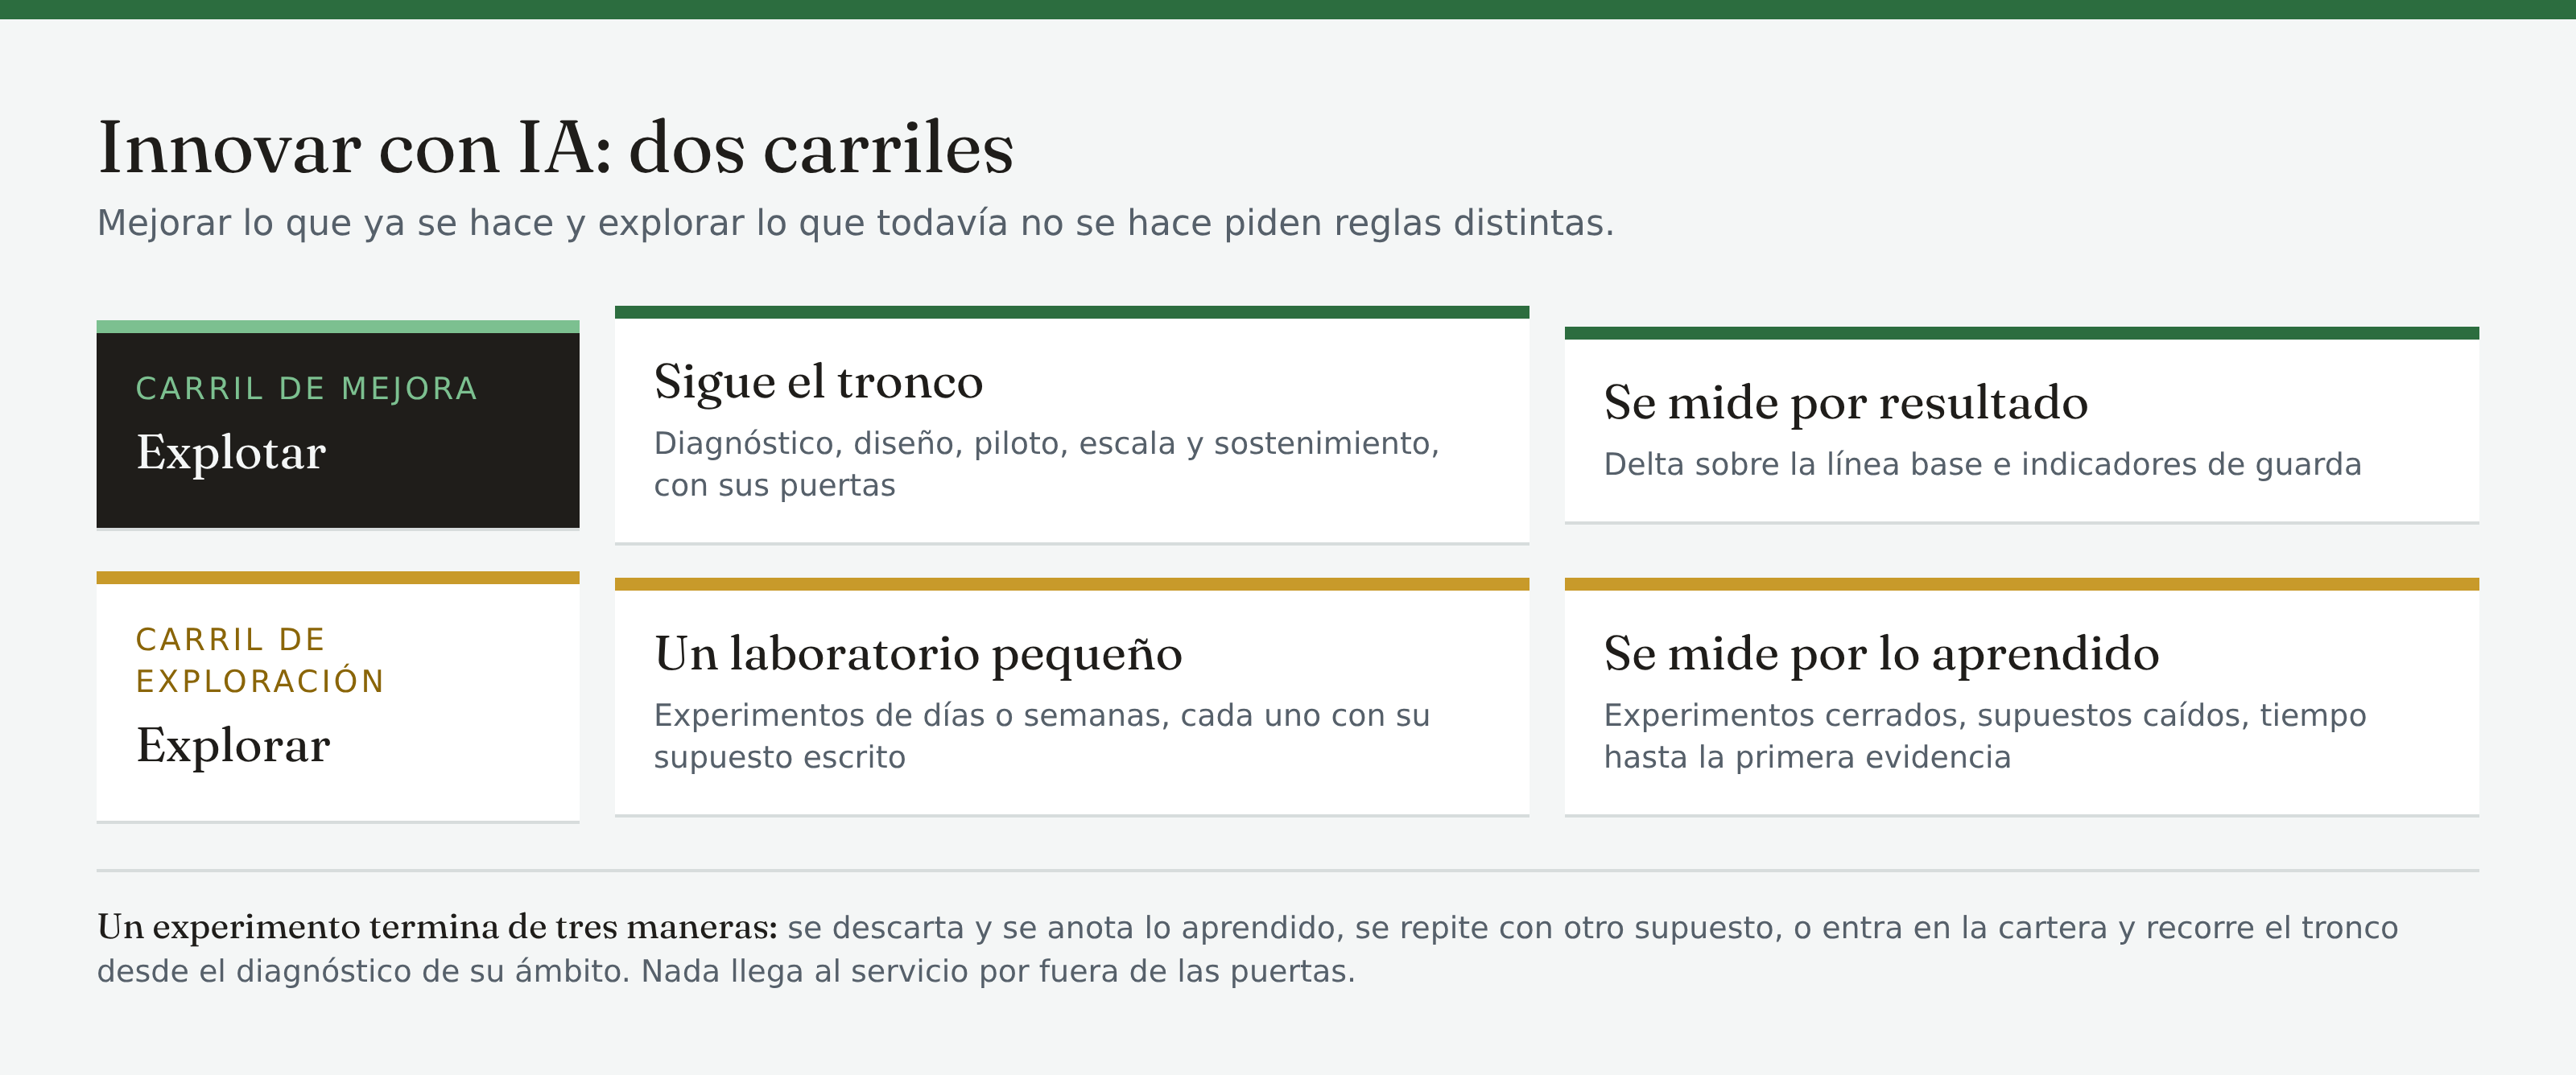 Innovar con IA: dos carriles
Mejorar lo que ya se hace y explorar lo que todavía no se hace piden reglas distintas.
CARRIL DE MEJORA
Explotar
Sigue el tronco
Diagnóstico, diseño, piloto, escala y sostenimiento,
con sus puertas
Se mide por resultado
Delta sobre la línea base e indicadores de guarda
CARRIL DE
EXPLORACIÓN
Explorar
Un laboratorio pequeño
Experimentos de días o semanas, cada uno con su
supuesto escrito
Se mide por lo aprendido
Experimentos cerrados, supuestos caídos, tiempo
hasta la primera evidencia
Un experimento termina de tres maneras: se descarta y se anota lo aprendido, se repite con otro supuesto, o entra en la cartera y recorre el tronco
desde el diagnóstico de su ámbito. Nada llega al servicio por fuera de las puertas.